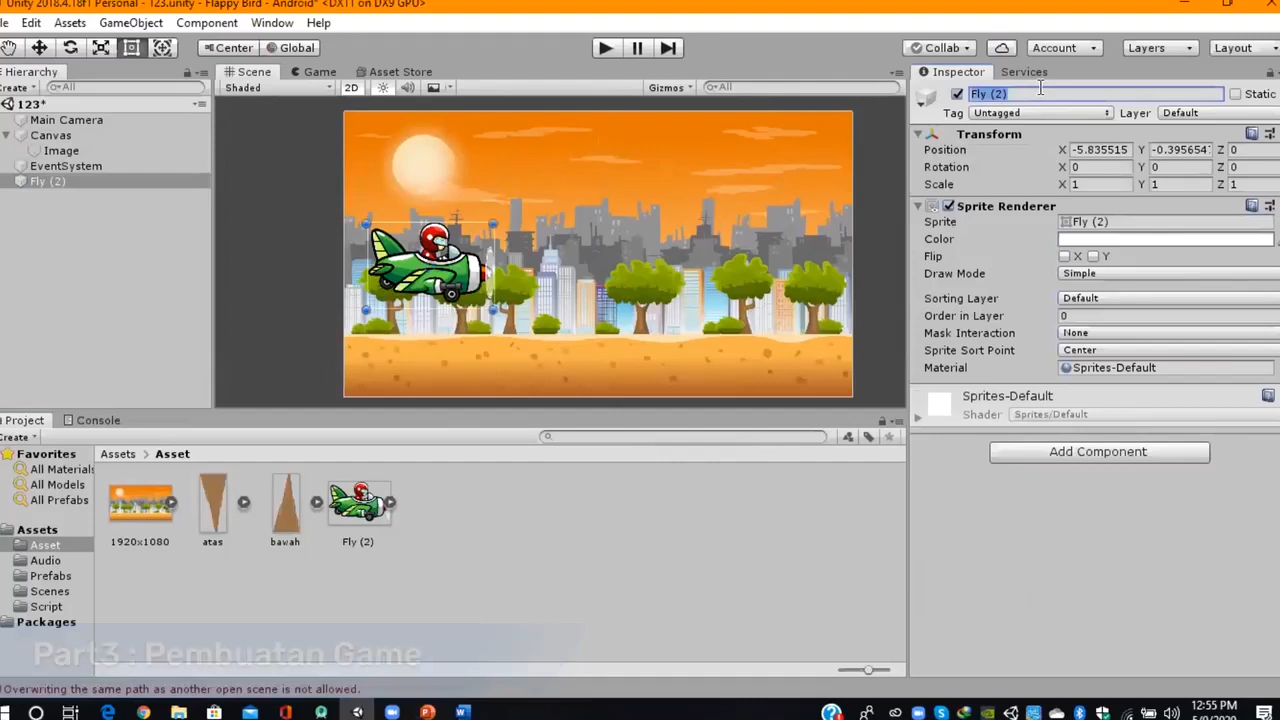 Unity 2018.4.18f1 Personal - 123.unity - Flappy Bird - Android* <DX11 on DX9 GPU>
Edit Assets GameObject Component Window Help
Center Global Collab Account Layers Layout
Hierarchy Scene Game Asset Store Inspector Services
Create All Shaded 2D Gizmos All Fly (2) Static
123* Tag Untagged Layer Default
Main Camera
Canvas
Image
EventSystem
Fly (2)
Transform
Position X -5.835515 Y -0.396547 Z 0
Rotation X 0 Y 0 Z 0
Scale X 1 Y 1 Z 1
Sprite Renderer
Sprite Fly (2)
Color
Flip X Y
Draw Mode Simple
Sorting Layer Default
Order in Layer 0
Mask Interaction None
Sprite Sort Point Center
Material Sprites-Default
Sprites-Default
Shader Sprites/Default
Add Component
Project Console
Create
Favorites
All Materials
All Models
All Prefabs
Assets
Asset
Audio
Prefabs
Scenes
Script
Packages
Assets > Asset
1920x1080 atas bawah Fly (2)
Part3 : Pembuatan Game
Overwriting the same path as another open scene is not allowed.
12:55 PM